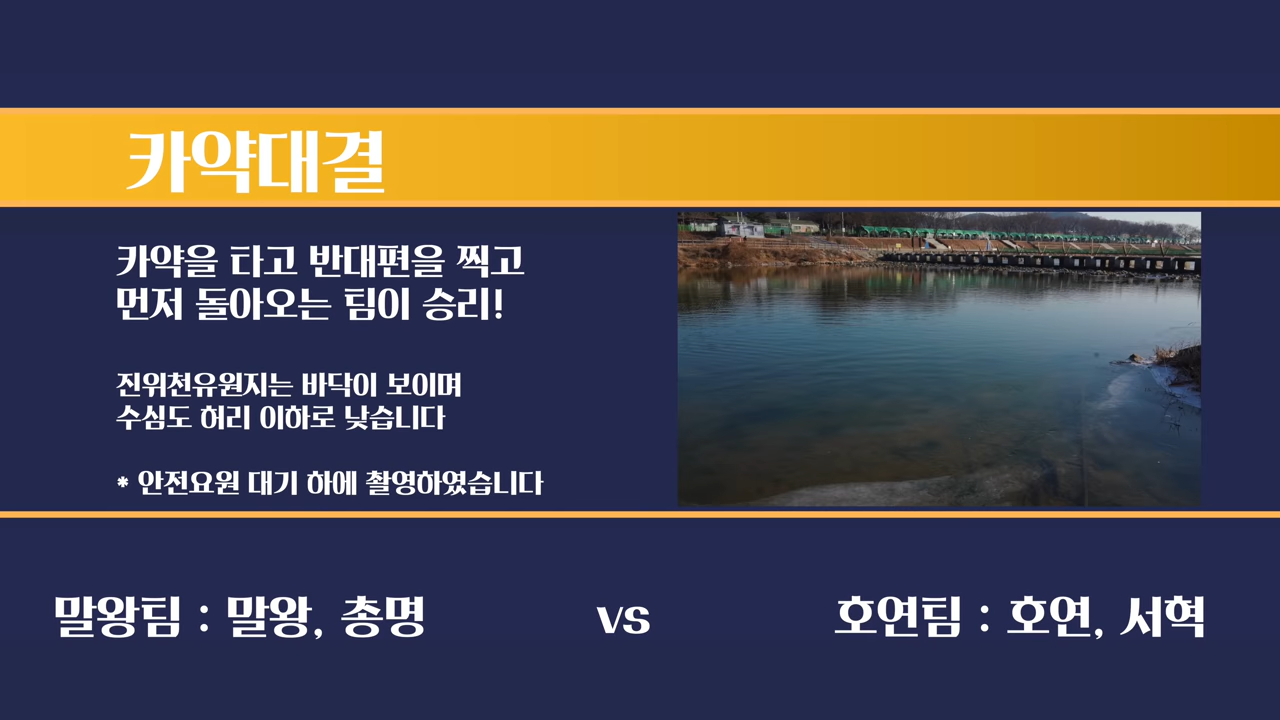 카약대결
카약을 타고 반대편을 찍고
먼저 돌아오는 팀이 승리!
진위천유원지는 바닥이 보이며
수심도 허리 이하로 낮습니다
* 안전요원 대기 하에 촬영하였습니다
말왕팀 : 말왕, 총명
vs
호연팀 : 호연, 서혁